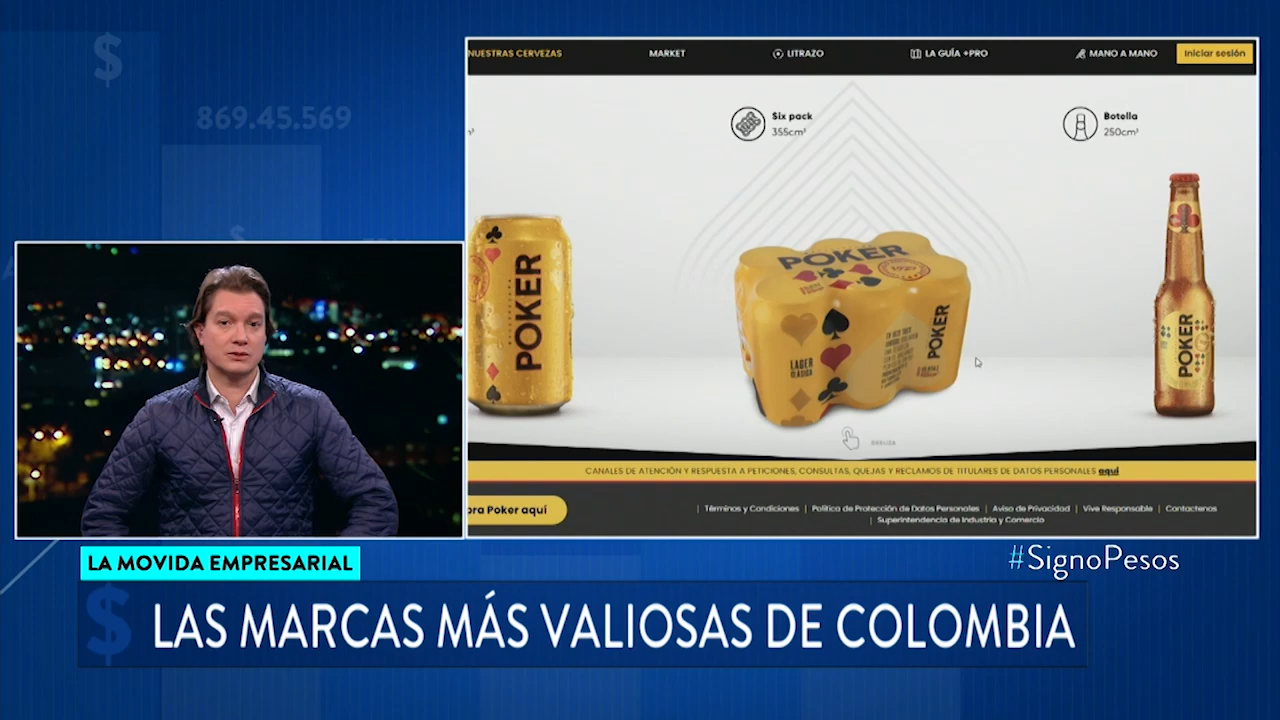 $
869.45.569
$
NUESTRAS CERVEZAS
MARKET
LITRAZO
LA GUÍA +PRO
MANO A MANO
Iniciar sesión
Six pack
355cm³
Botella
250cm³
POKER
POKER
LAGER
CLÁSICA
POKER
POKER
DESLIZA
CANALES DE ATENCIÓN Y RESPUESTA A PETICIONES, CONSULTAS, QUEJAS Y RECLAMOS DE TITULARES DE DATOS PERSONALES aquí
ora Poker aquí
| Términos y Condiciones | Política de Protección de Datos Personales | Aviso de Privacidad | Vive Responsable | Contactenos
| Superintendencia de Industria y Comercio
LA MOVIDA EMPRESARIAL
#SignoPesos
$ LAS MARCAS MÁS VALIOSAS DE COLOMBIA